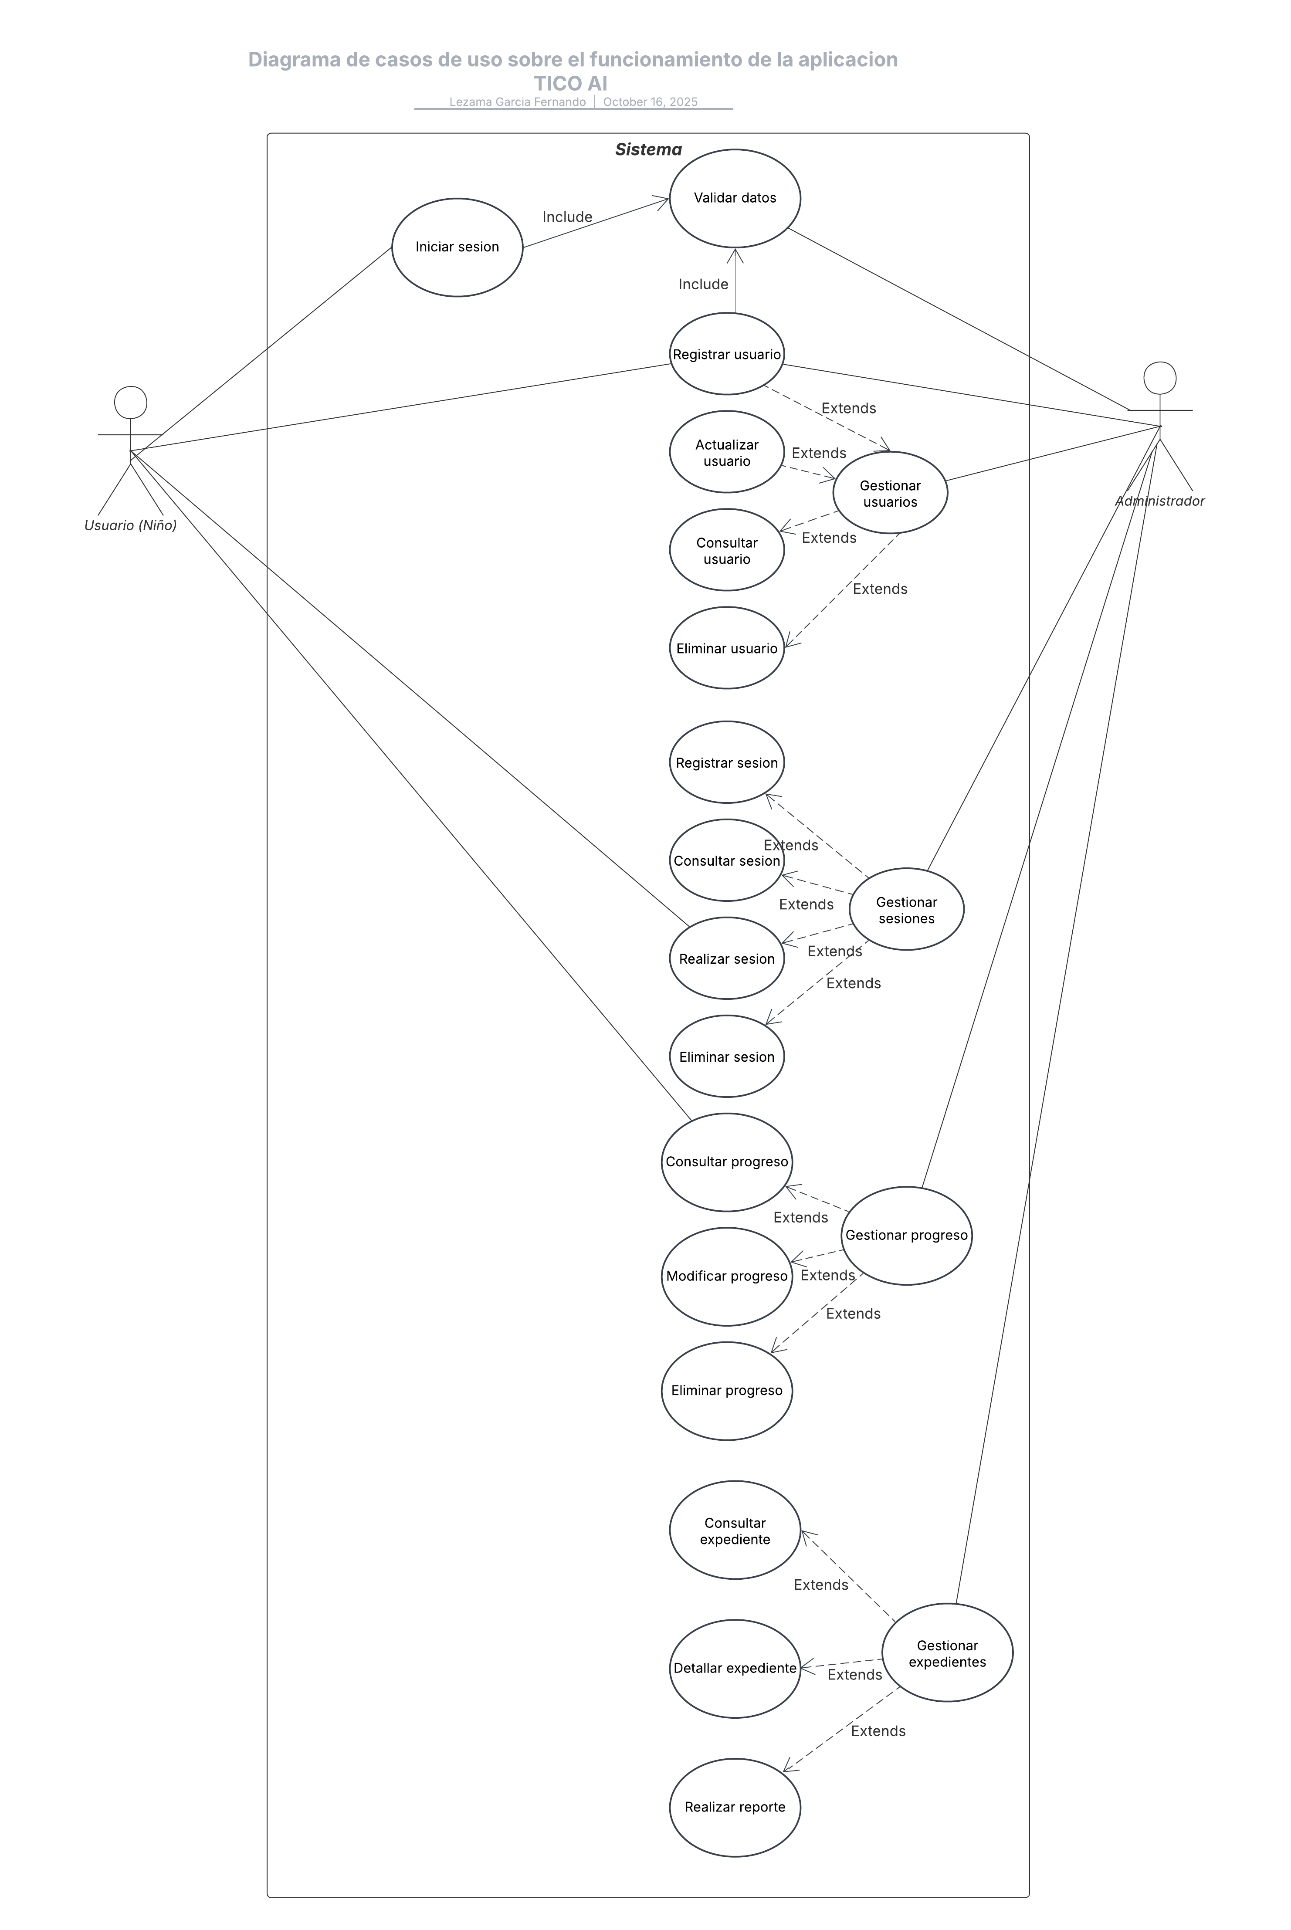 Diagrama de casos de uso sobre el funcionamiento de la aplicacion
TICO AI
Lezama Garcia Fernando | October 16, 2025
Sistema
Validar datos
Include
Iniciar sesion
Include
Registrar usuario
Extends
Actualizar
usuario
Extends
Gestionar
usuarios
Usuario (Niño)
Administrador
Consultar
usuario
Extends
Extends
Eliminar usuario
Registrar sesion
Extends
Consultar sesion
Extends
Gestionar
sesiones
Extends
Realizar sesion
Extends
Eliminar sesion
Consultar progreso
Extends
Gestionar progreso
Modificar progreso
Extends
Extends
Eliminar progreso
Consultar
expediente
Extends
Gestionar
expedientes
Detallar expediente
Extends
Extends
Realizar reporte